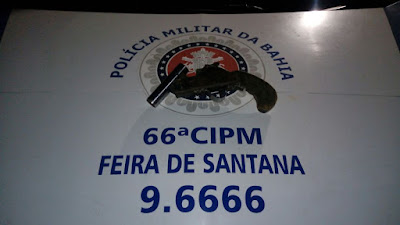 POLÍCIA MILITAR DA BAHIA
66ªCIPM
FEIRA DE SANTANA
9.6666